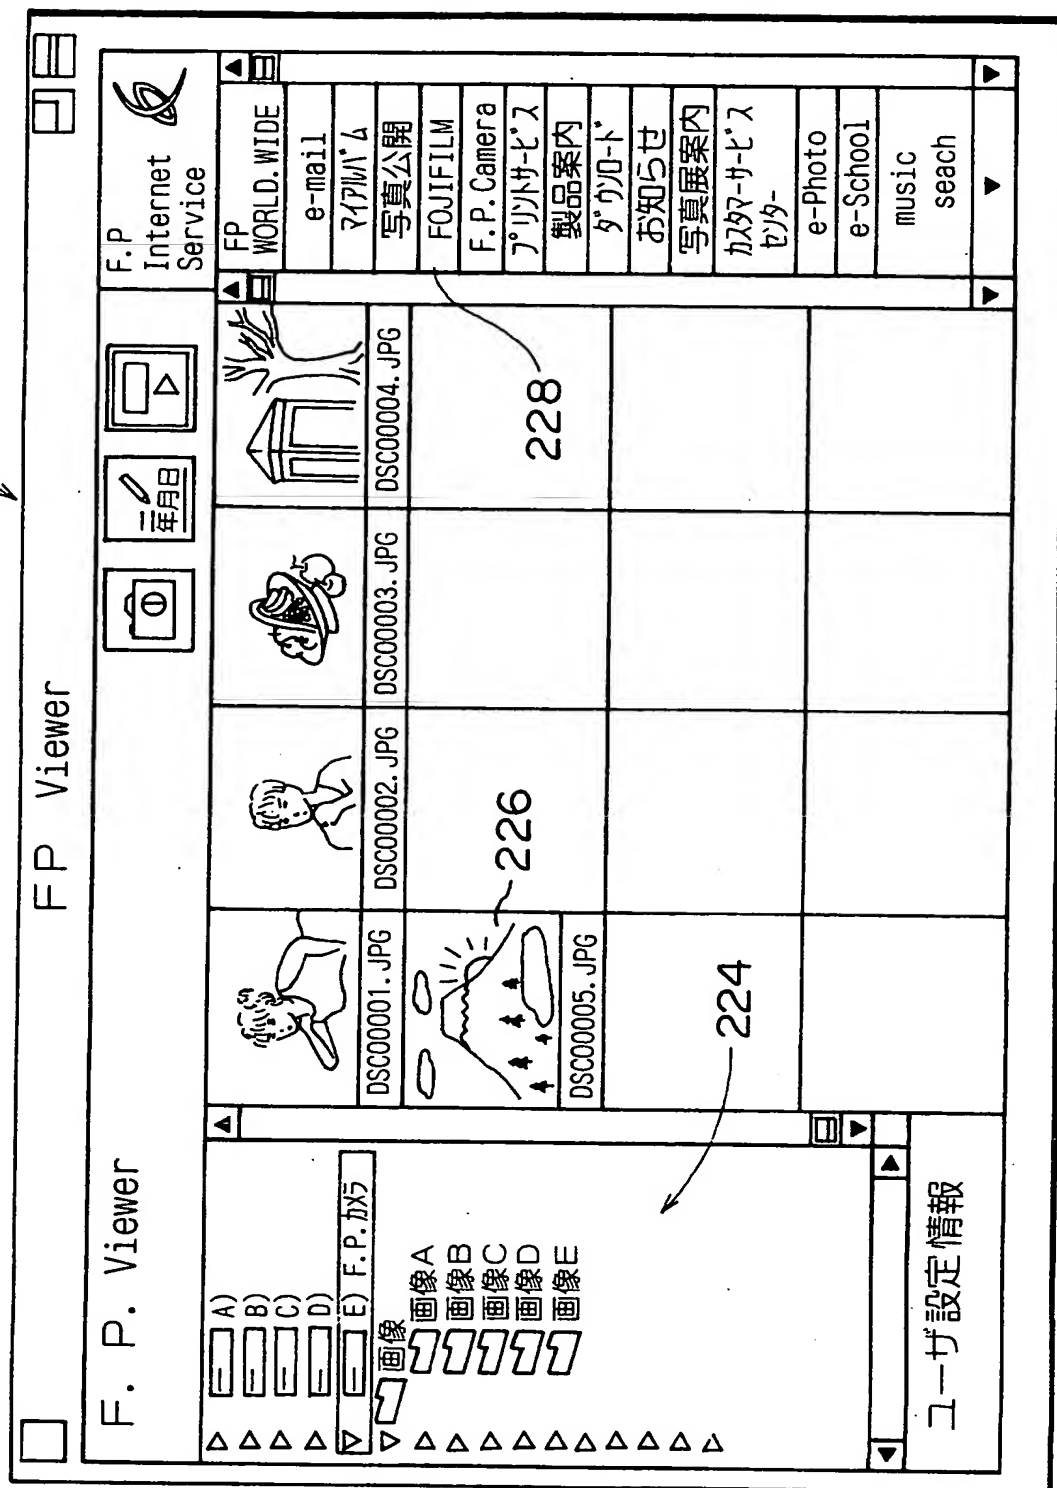 FP Viewer
F. P. Viewer
年月日
F.P
Internet
Service
A)
B)
C)
D)
E) F.P.カメラ
画像
画像A
画像B
画像C
画像D
画像E
224
ユーザ設定情報
DSC00001.JPG
DSC00002.JPG
DSC00003.JPG
DSC00004.JPG
226
DSC00005.JPG
228
FP
WORLD.WIDE
e-mail
マイアルバム
写真公開
FOJIFILM
F.P.Camera
プリントサービス
製品案内
ダウンロード
お知らせ
写真展案内
カスタマーサービス
センター
e-Photo
e-School
music
seach